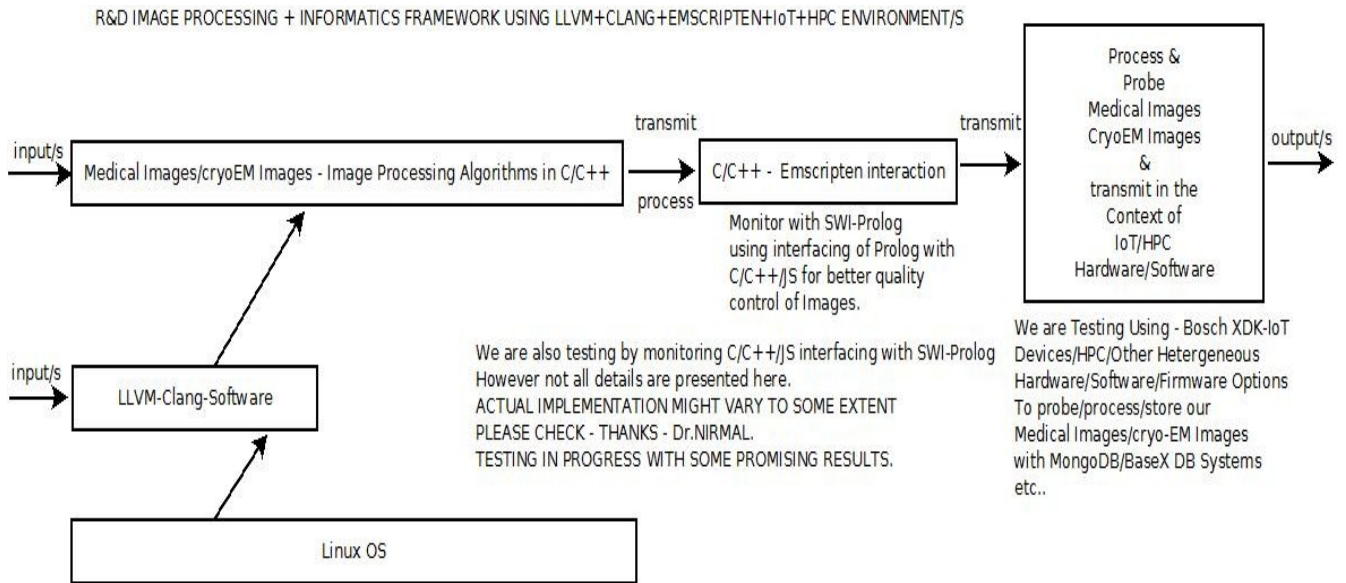 R&D IMAGE PROCESSING + INFORMATICS FRAMEWORK USING LLVM+CLANG+EMSCRIPTEN+IoT+HPC ENVIRONMENT/S
input/s
Medical Images/cryoEM Images - Image Processing Algorithms in C/C++
transmit
process
C/C++ - Emscripten interaction
Monitor with SWI-Prolog
using interfacing of Prolog with
C/C++/JS for better quality
control of Images.
transmit
Process &
Probe
Medical Images
CryoEM Images
&
transmit in the
Context of
IoT/HPC
Hardware/Software
output/s
We are Testing Using - Bosch XDK-IoT
Devices/HPC/Other Hetergeneous
Hardware/Software/Firmware Options
To probe/process/store our
Medical Images/cryo-EM Images
with MongoDB/BaseX DB Systems
etc..
We are also testing by monitoring C/C++/JS interfacing with SWI-Prolog
However not all details are presented here.
ACTUAL IMPLEMENTATION MIGHT VARY TO SOME EXTENT
PLEASE CHECK - THANKS - Dr.NIRMAL.
TESTING IN PROGRESS WITH SOME PROMISING RESULTS.
input/s
LLVM-Clang-Software
Linux OS